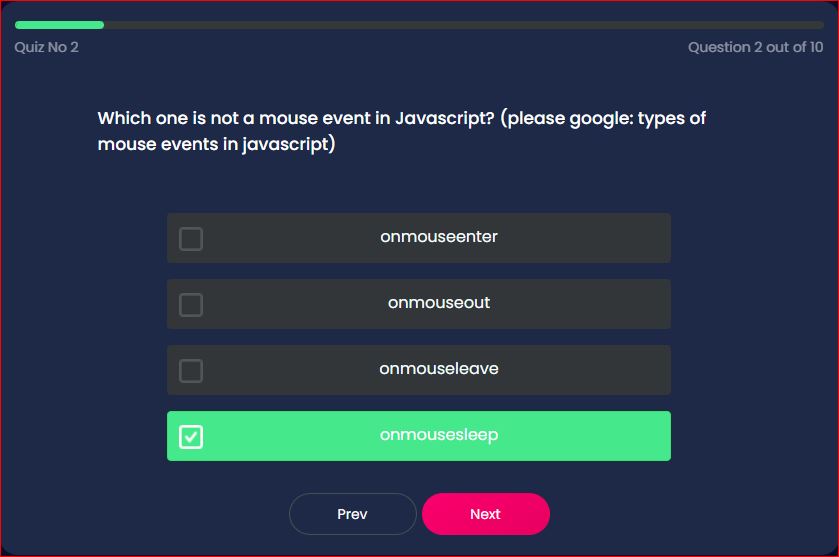 Quiz No 2
Question 2 out of 10
Which one is not a mouse event in Javascript? (please google: types of
mouse events in javascript)
onmouseenter
onmouseout
onmouseleave
onmousesleep
Prev
Next